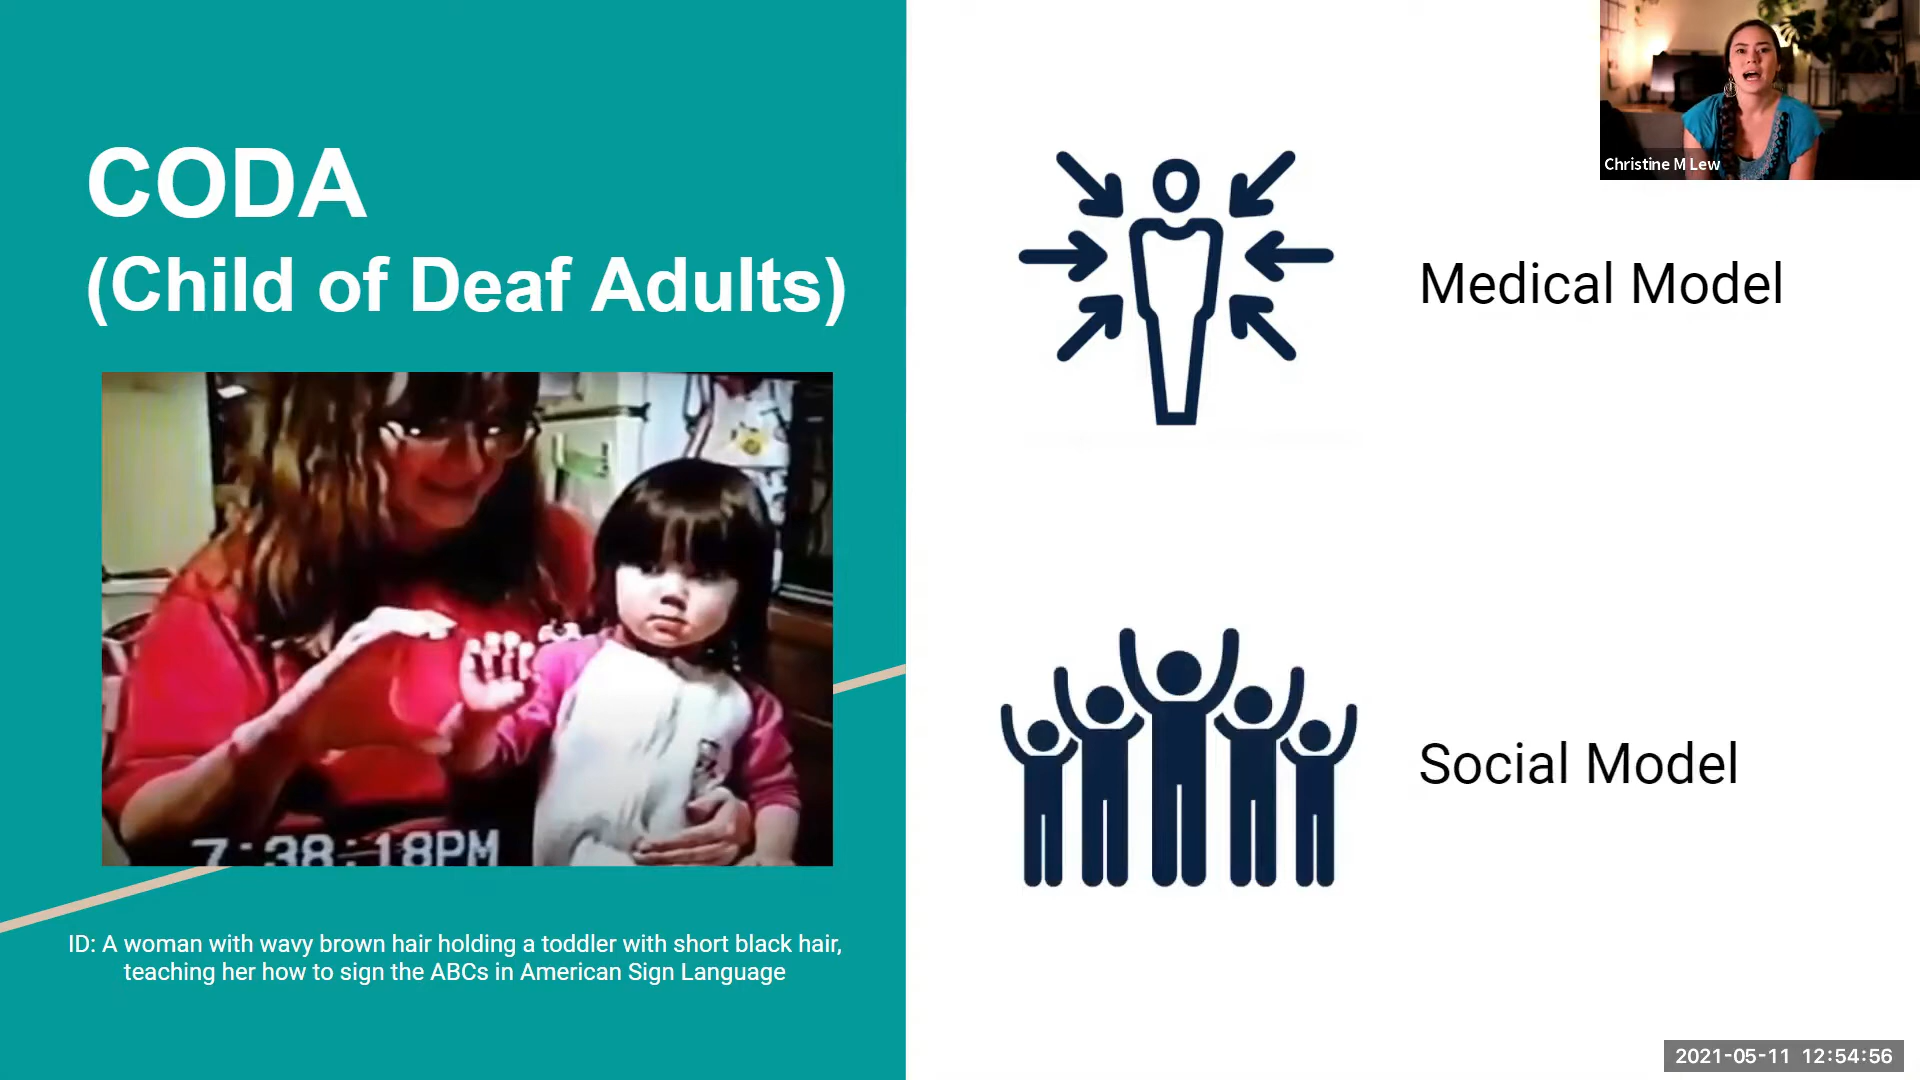 CODA
(Child of Deaf Adults)
7:38:18PM
ID: A woman with wavy brown hair holding a toddler with short black hair,
teaching her how to sign the ABCs in American Sign Language
Medical Model
Social Model
Christine M Lew
2021-05-11 12:54:56